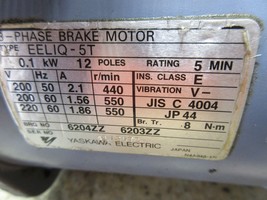 3-PHASE BRAKE MOTOR
TYPE EELIQ-5T
0.1 kW 12 POLES RATING 5 MIN
V Hz A r/min INS. CLASS E
200 50 2.1 440 VIBRATION V-
200 60 1.56 550 JIS C 4004
220 60 1.86 550 JP 44
Br. Tr. 8 N·m
6204ZZ 6203ZZ
YASKAWA ELECTRIC JAPAN